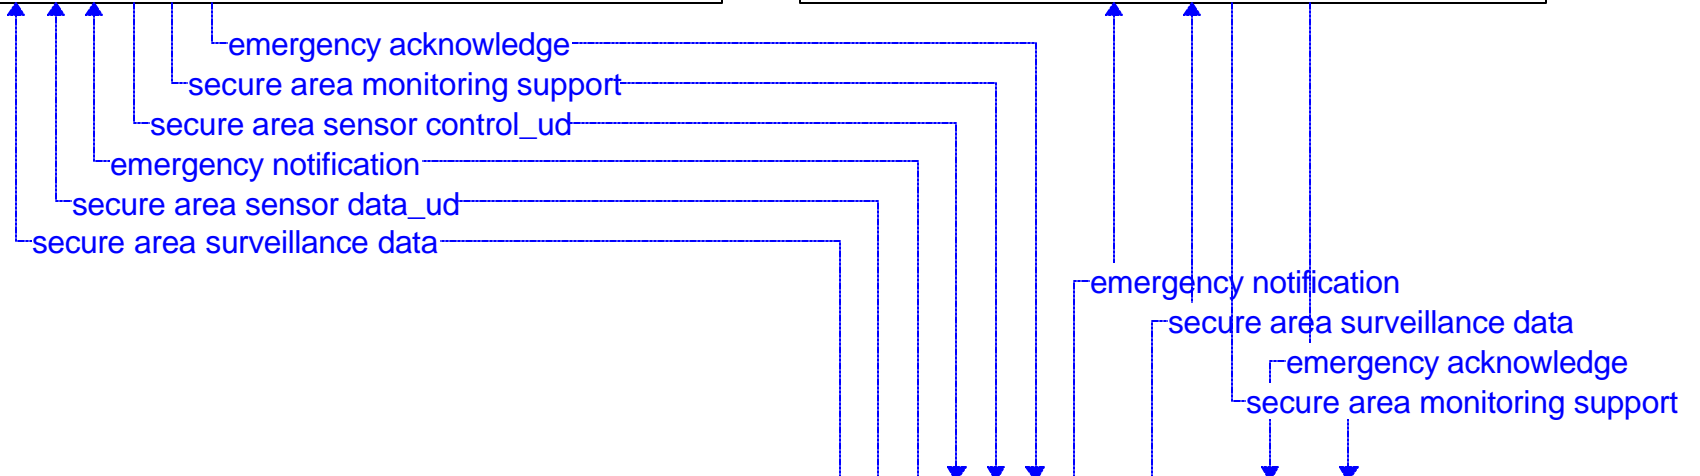 emergency acknowledge
secure area monitoring support
secure area sensor control_ud
emergency notification
secure area sensor data_ud
secure area surveillance data
emergency notification
secure area surveillance data
emergency acknowledge
secure area monitoring support